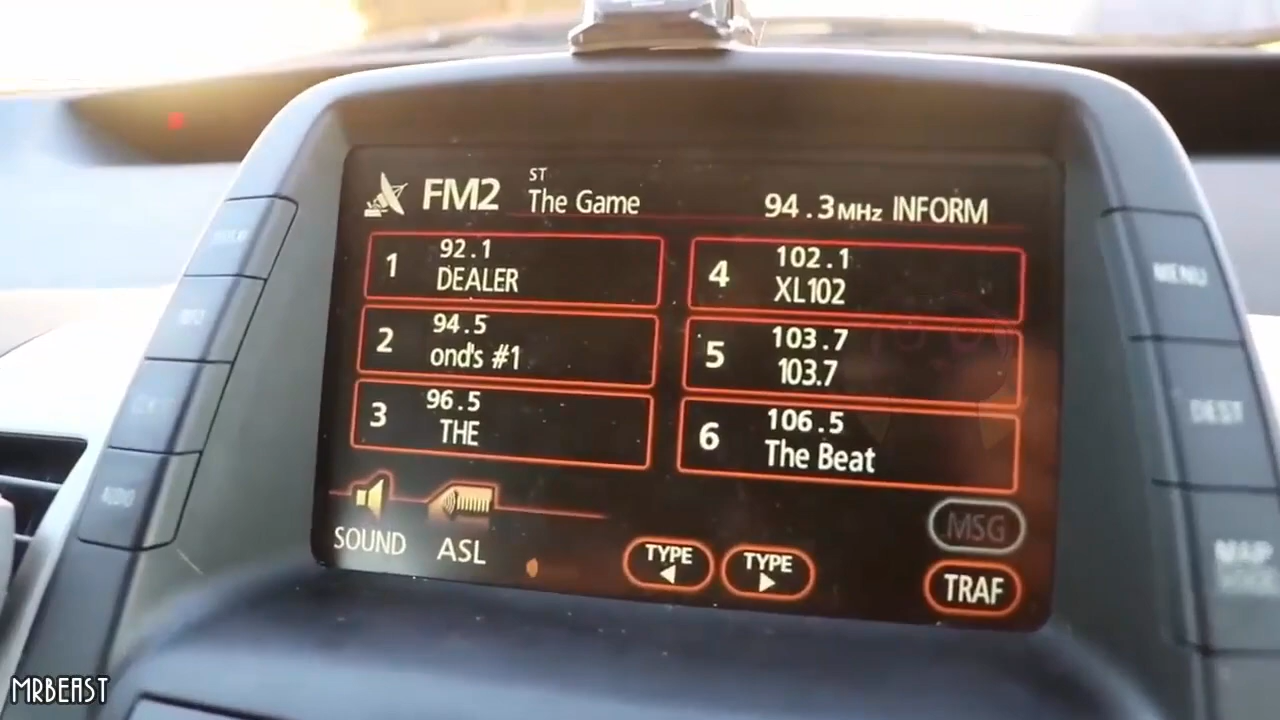 FM2
ST
The Game
94.3MHz INFORM
1 92.1
DEALER
2 94.5
ond's #1
3 96.5
THE
4 102.1
XL102
5 103.7
103.7
6 106.5
The Beat
SOUND
ASL
TYPE
TYPE
MSG
TRAF
MENU
DEST
MAP
AUDIO
MRBEAST